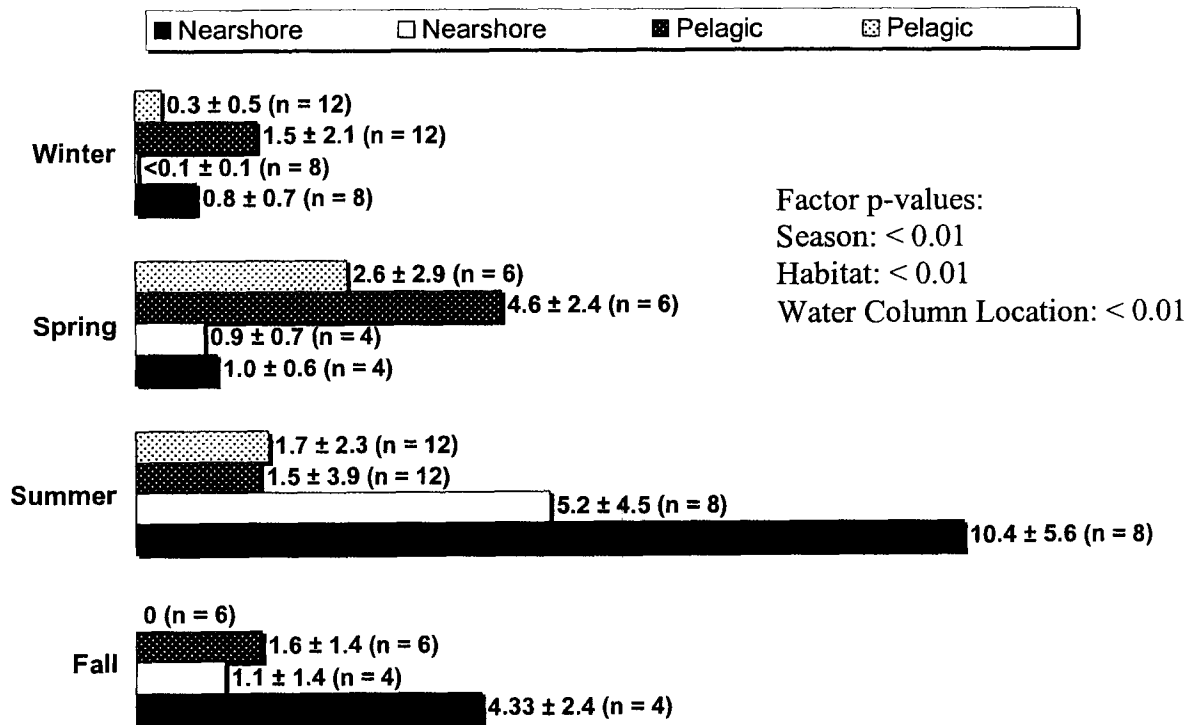 Nearshore Nearshore Pelagic Pelagic
Winter
0.3 ± 0.5 (n = 12)
1.5 ± 2.1 (n = 12)
<0.1 ± 0.1 (n = 8)
0.8 ± 0.7 (n = 8)
Factor p-values:
Season: < 0.01
Habitat: < 0.01
Water Column Location: < 0.01
Spring
2.6 ± 2.9 (n = 6)
4.6 ± 2.4 (n = 6)
0.9 ± 0.7 (n = 4)
1.0 ± 0.6 (n = 4)
Summer
1.7 ± 2.3 (n = 12)
1.5 ± 3.9 (n = 12)
5.2 ± 4.5 (n = 8)
10.4 ± 5.6 (n = 8)
Fall
0 (n = 6)
1.6 ± 1.4 (n = 6)
1.1 ± 1.4 (n = 4)
4.33 ± 2.4 (n = 4)